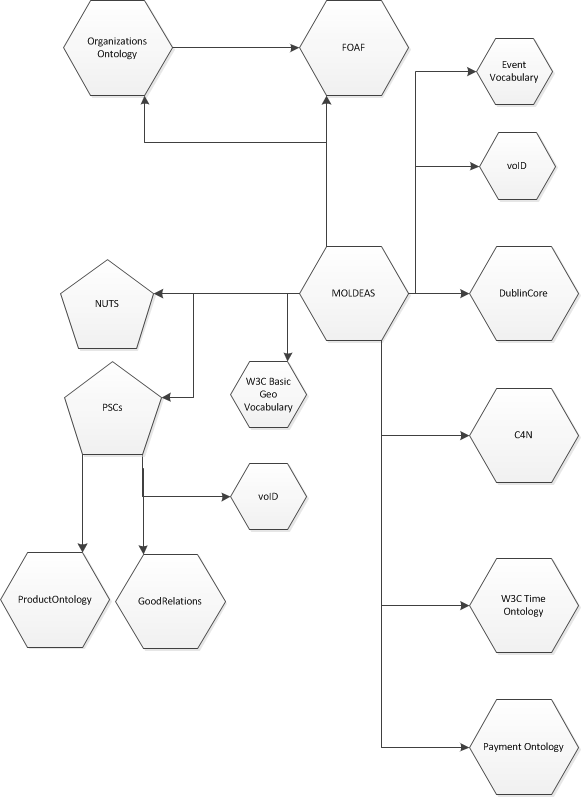 Organizations
Ontology
FOAF
Event
Vocabulary
voID
NUTS
MOLDEAS
DublinCore
PSCs
W3C Basic
Geo
Vocabulary
C4N
voID
ProductOntology
GoodRelations
W3C Time
Ontology
Payment Ontology